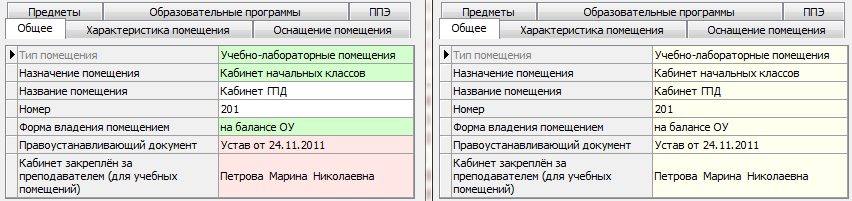 Предметы Образовательные программы ППЭ
Общее Характеристика помещения Оснащение помещения
Тип помещения Учебно-лабораторные помещения
Назначение помещения Кабинет начальных классов
Название помещения Кабинет ГПД
Номер 201
Форма владения помещением на балансе ОУ
Правоустанавливающий документ Устав от 24.11.2011
Кабинет закреплён за
преподавателем (для учебных Петрова Марина Николаевна
помещений)
Предметы Образовательные программы ППЭ
Общее Характеристика помещения Оснащение помещения
Тип помещения Учебно-лабораторные помещения
Назначение помещения Кабинет начальных классов
Название помещения Кабинет ГПД
Номер 201
Форма владения помещением на балансе ОУ
Правоустанавливающий документ Устав от 24.11.2011
Кабинет закреплён за
преподавателем (для учебных Петрова Марина Николаевна
помещений)